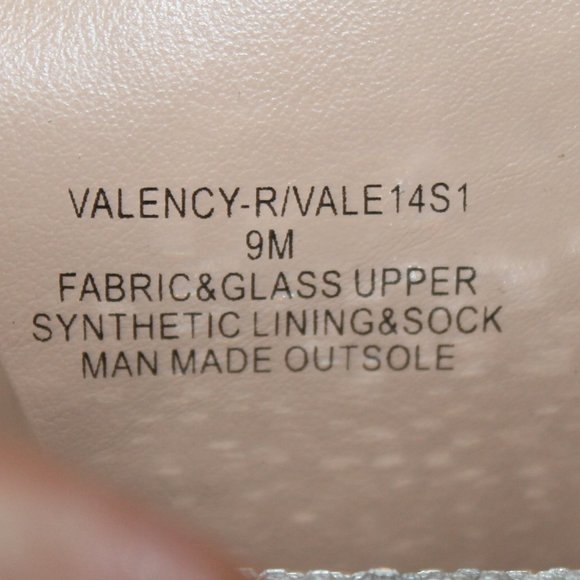 VALENCY-R/VALE14S1
9M
FABRIC&GLASS UPPER
SYNTHETIC LINING&SOCK
MAN MADE OUTSOLE